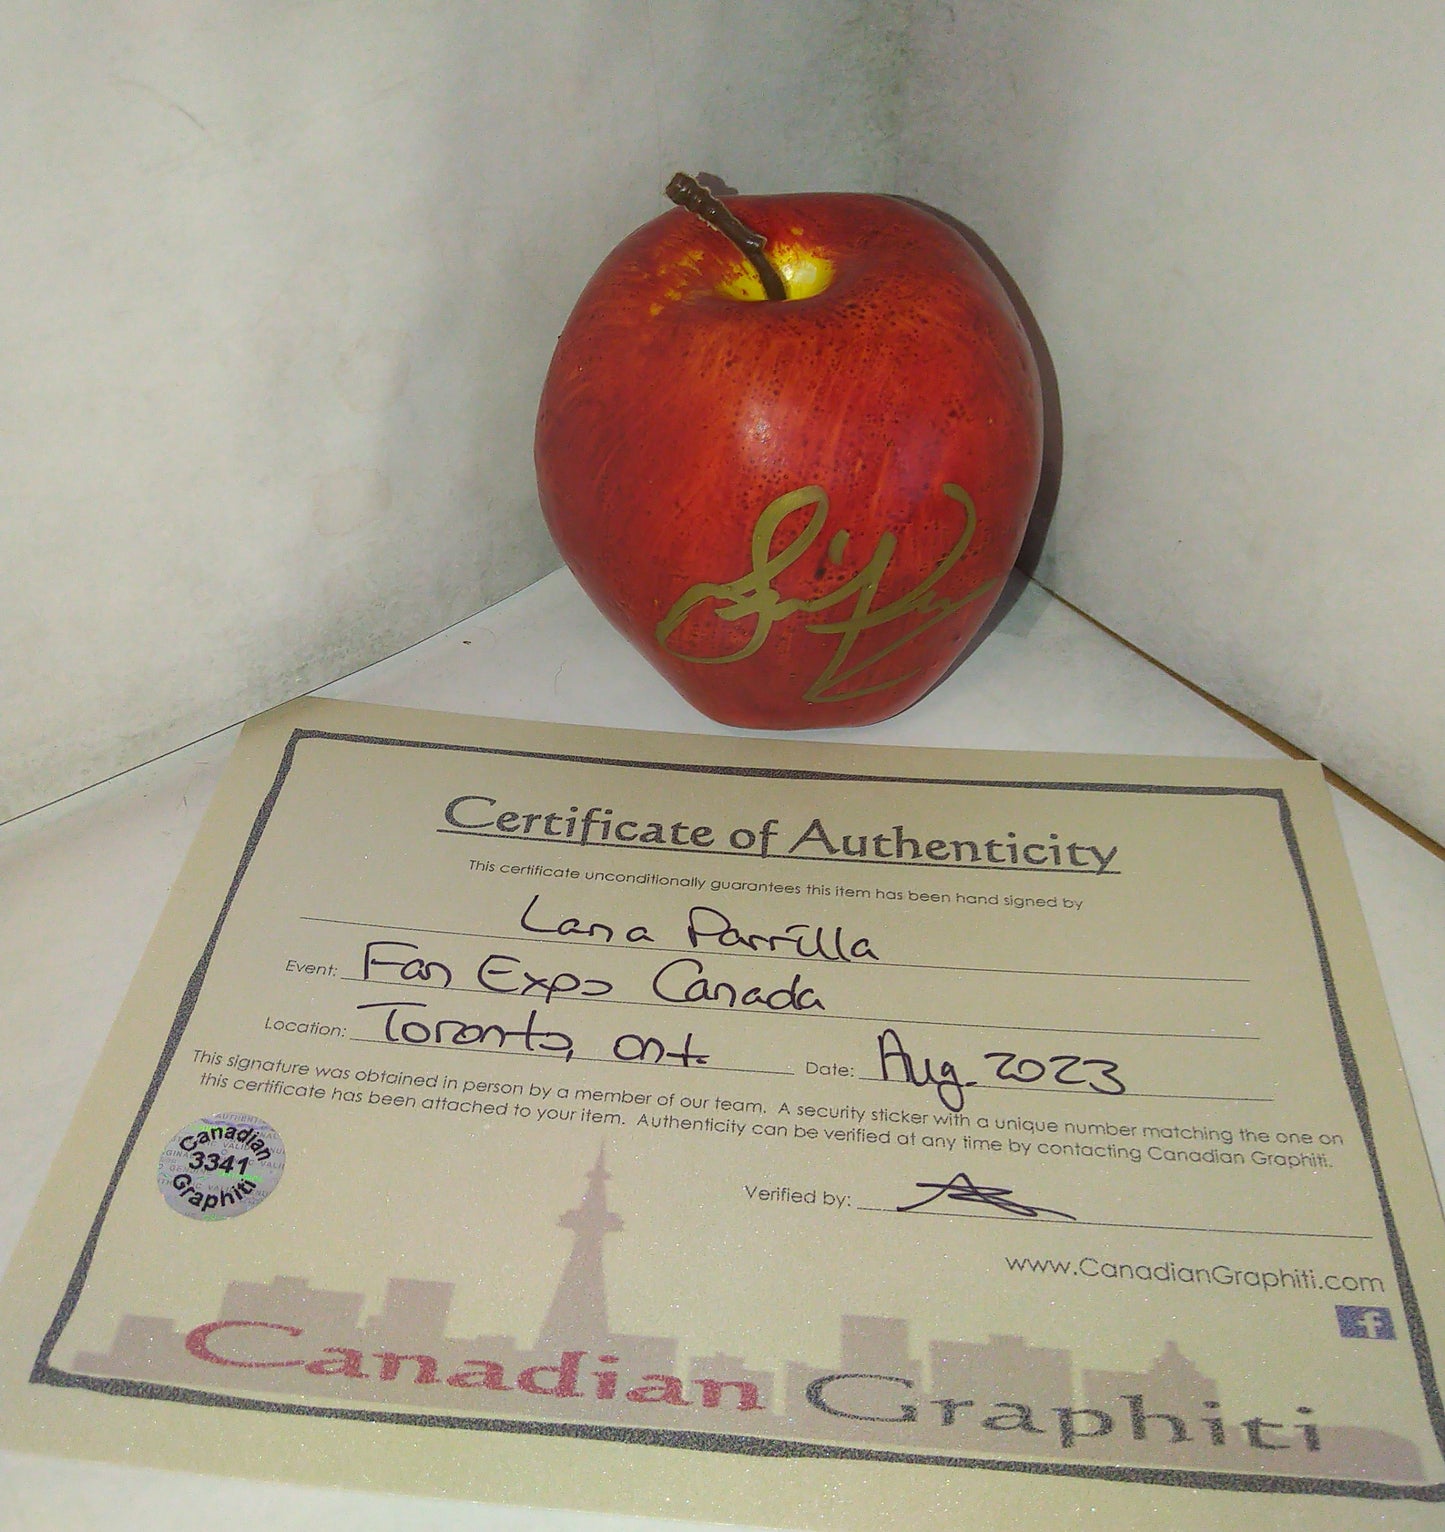 Certificate of Authenticity
This certificate unconditionally guarantees this item has been hand signed by
Lana Parrilla
Event: Fan Expo Canada
Location: Toronto, Ont. Date: Aug. 2023
This signature was obtained in person by a member of our team. A security sticker with a unique number matching the one on
this certificate has been attached to your item. Authenticity can be verified at any time by contacting Canadian Graphiti.
Canadian
3341
Graphiti
Verified by:
www.CanadianGraphiti.com
f
Canadian Graphiti